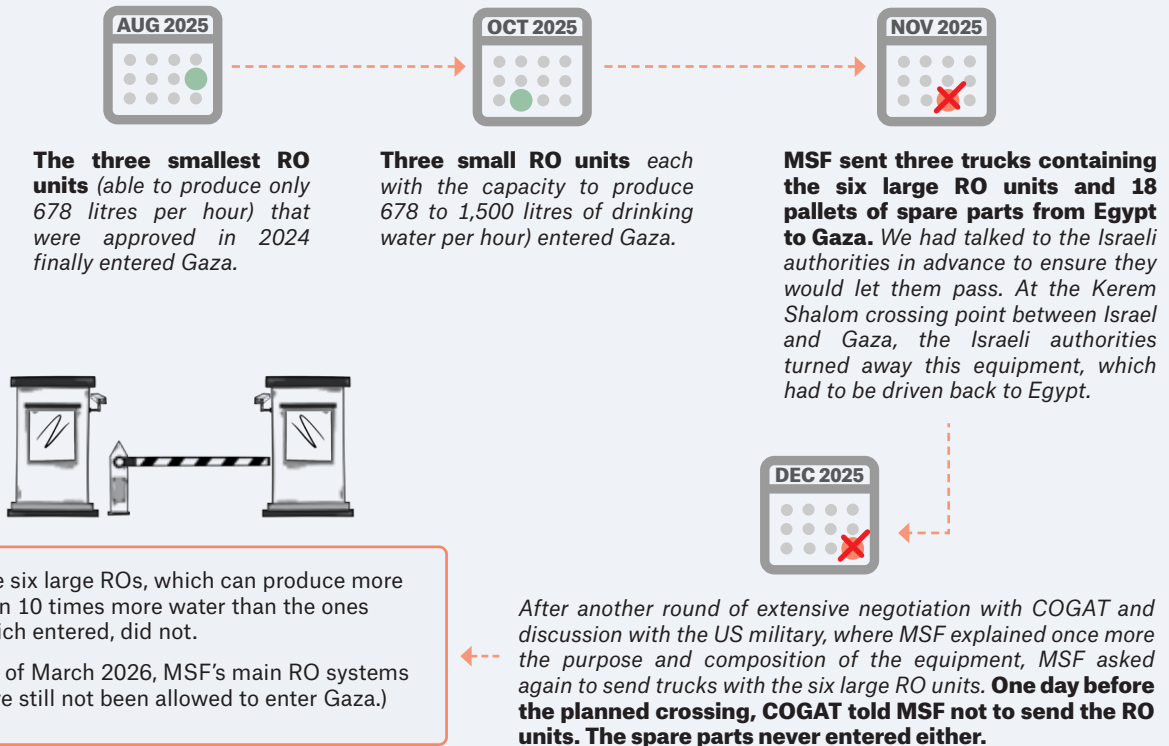 AUG 2025
The three smallest RO
units (able to produce only
678 litres per hour) that
were approved in 2024
finally entered Gaza.
OCT 2025
Three small RO units each
with the capacity to produce
678 to 1,500 litres of drinking
water per hour) entered Gaza.
NOV 2025
MSF sent three trucks containing
the six large RO units and 18
pallets of spare parts from Egypt
to Gaza. We had talked to the Israeli
authorities in advance to ensure they
would let them pass. At the Kerem
Shalom crossing point between Israel
and Gaza, the Israeli authorities
turned away this equipment, which
had to be driven back to Egypt.
DEC 2025
After another round of extensive negotiation with COGAT and
discussion with the US military, where MSF explained once more
the purpose and composition of the equipment, MSF asked
again to send trucks with the six large RO units. One day before
the planned crossing, COGAT told MSF not to send the RO
units. The spare parts never entered either.
six large ROs, which can produce more
10 times more water than the ones
entered, did not.
of March 2026, MSF's main RO systems
still not been allowed to enter Gaza.)